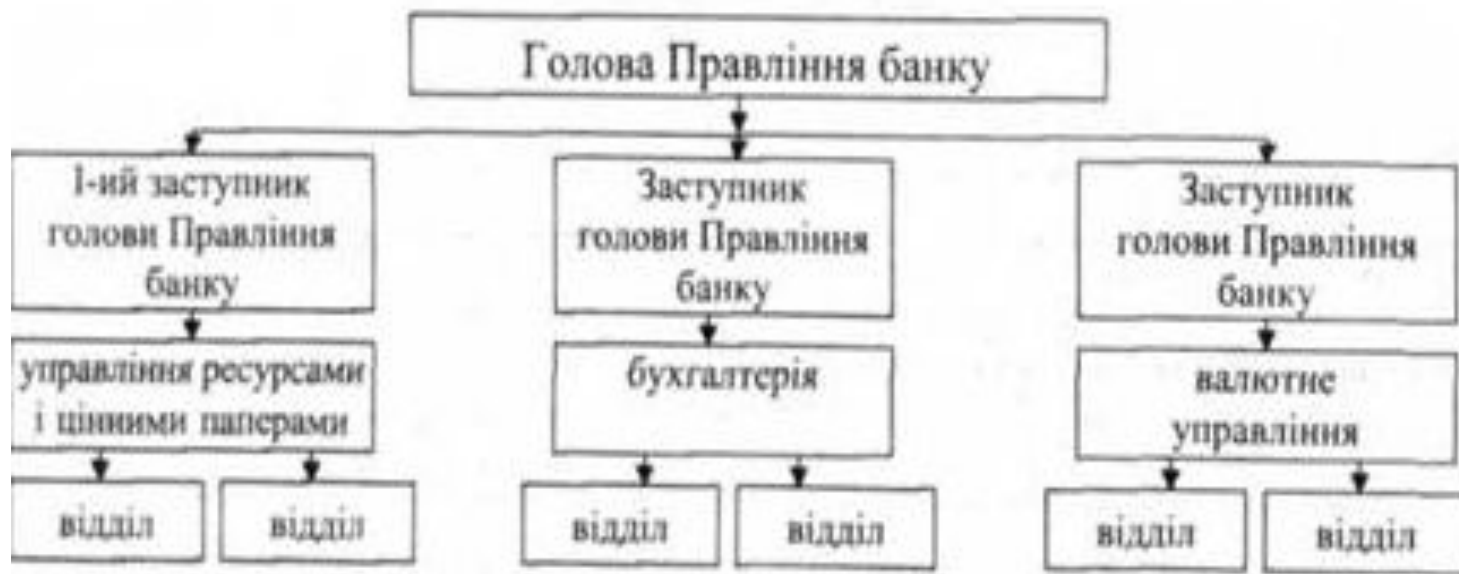 Голова Правління банку
І-ий заступник
голови Правління
банку
Заступник
голови Правління
банку
Заступник
голови Правління
банку
управління ресурсами
і цінними паперами
бухгалтерія
валютне
управління
відділ
відділ
відділ
відділ
відділ
відділ